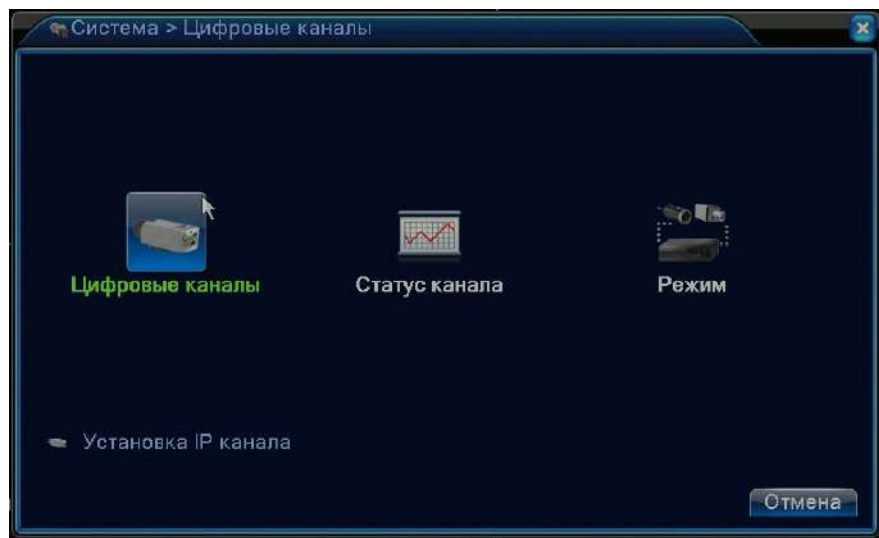 Система > Цифровые каналы
Цифровые каналы Статус канала Режим
Установка IP канала
Отмена